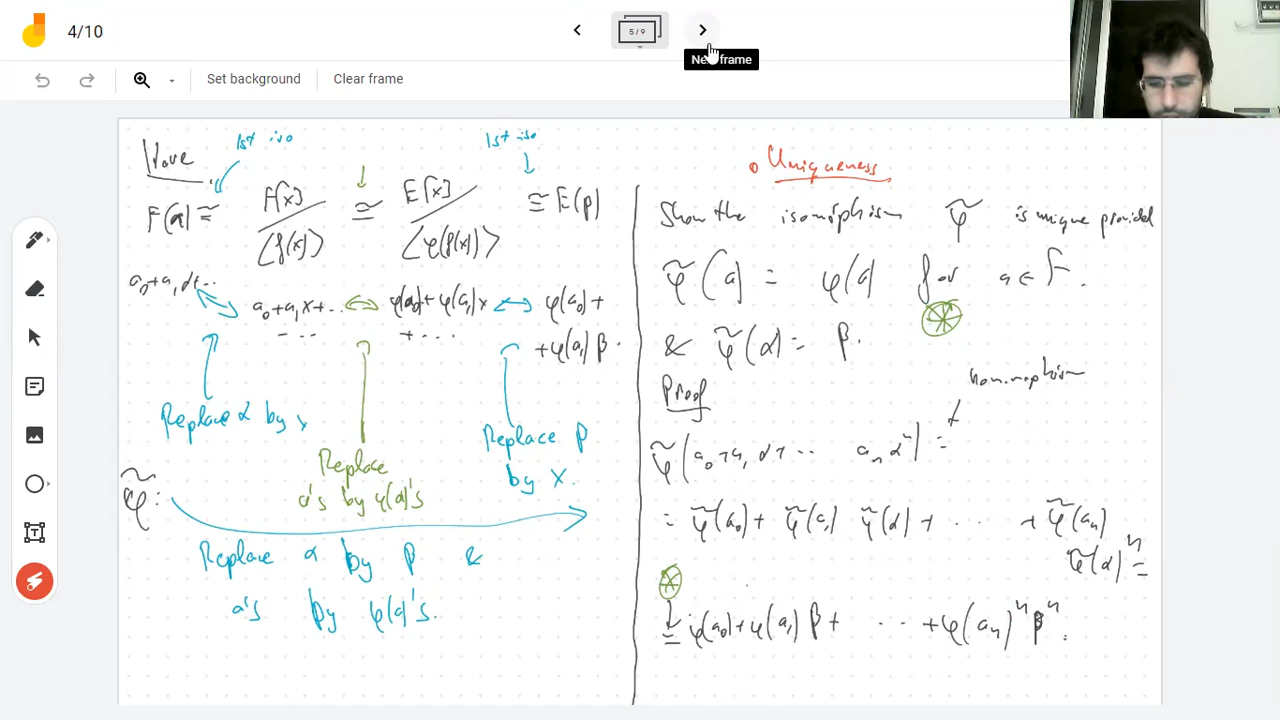 4/10
5/9
New frame
Set background
Clear frame
Prove
1st iso
1st iso
F(α) ≅ F[x] / ⟨f(x)⟩ ≅ E[x] / ⟨φ(f(x))⟩ ≅ E(β)
a₀+a₁α+... a₀+a₁x+... φ(a₀)+φ(a₁)x +... φ(a₀)+
+φ(a₁)β.
Replace α by x
Replace
a's by φ(a)'s
Replace β
by x.
φ̃:
Replace α by β &
a's by φ(a)'s.
Uniqueness
Show the isomorphism φ̃ is unique provided
φ̃(a) = φ(a) for a ∈ F.
& φ̃(α) = β.
Proof
homomorphism
φ̃(a₀+a₁α+... aₙαⁿ) =
= φ̃(a₀) + φ̃(a₁) φ̃(α) + ... + φ̃(aₙ)
φ̃(α)ⁿ =
= φ(a₀)+φ(a₁)β + ... + φ(aₙ)ⁿ βⁿ.